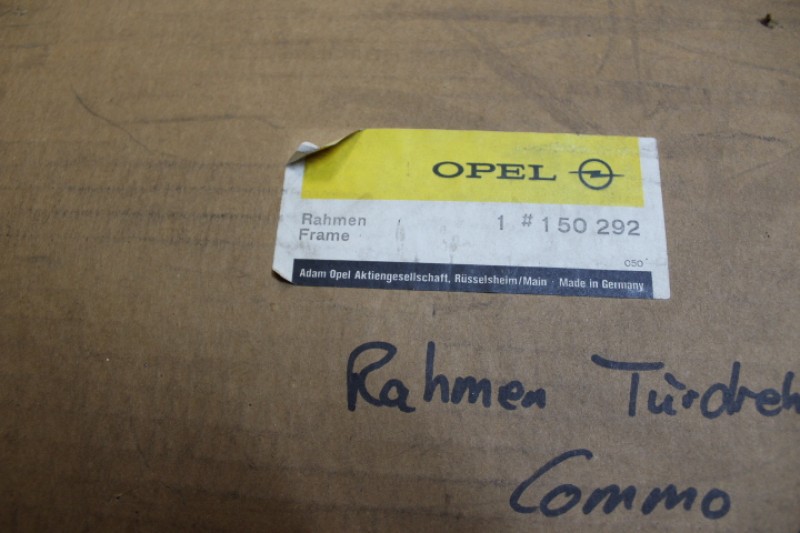 OPEL
Rahmen 1 # 150 292
Frame
050
Adam Opel Aktiengesellschaft, Rüsselsheim/Main · Made in Germany
Rahmen Türdreh
Commo